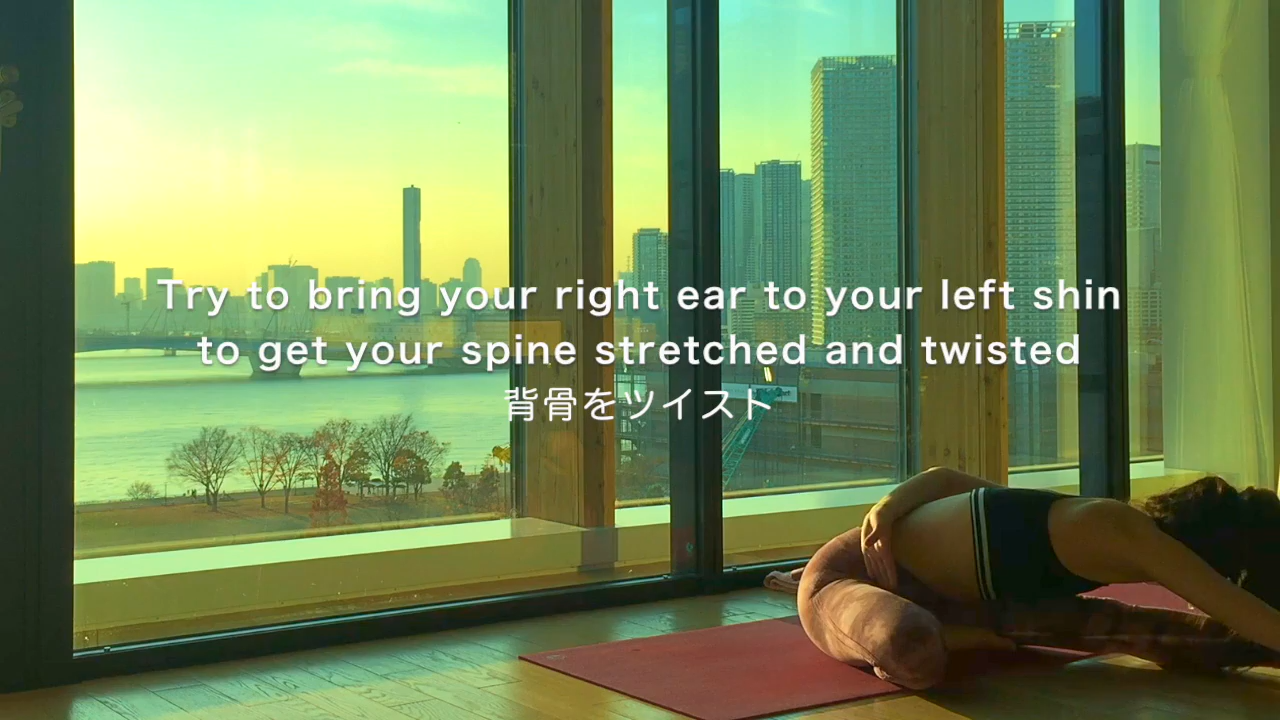 Try to bring your right ear to your left shin
to get your spine stretched and twisted
背骨をツイスト